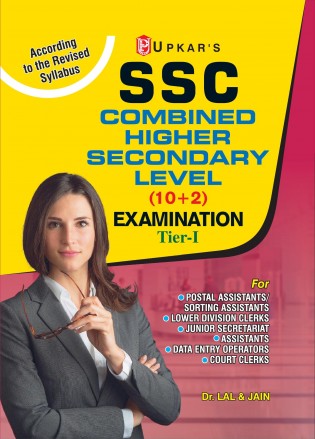 According
to the Revised
Syllabus
UPKAR'S
SSC
COMBINED
HIGHER
SECONDARY
LEVEL
(10+2)
EXAMINATION
Tier-I
For
• POSTAL ASSISTANTS/
SORTING ASSISTANTS
• LOWER DIVISION CLERKS
• JUNIOR SECRETARIAT
• ASSISTANTS
• DATA ENTRY OPERATORS
• COURT CLERKS
Dr. LAL & JAIN